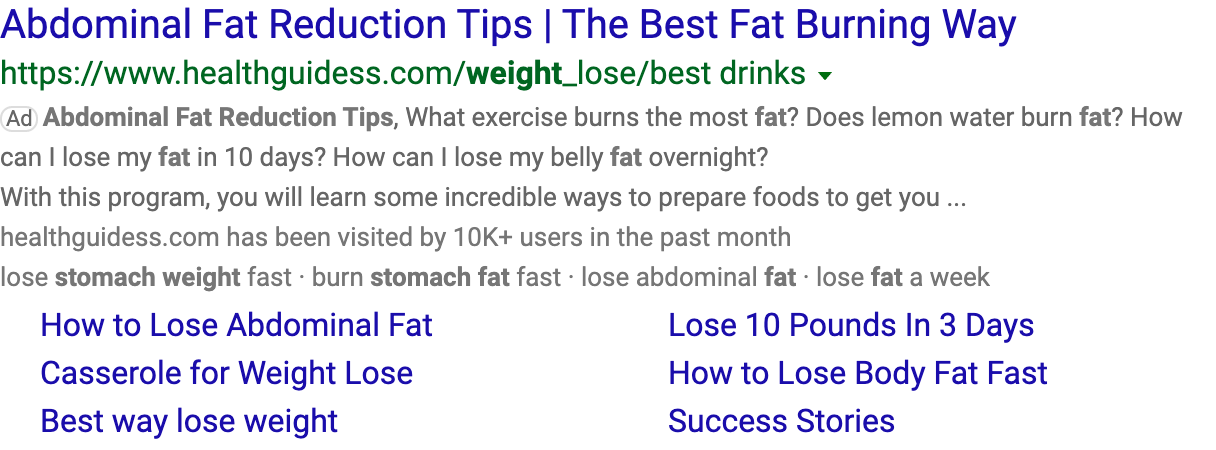 Abdominal Fat Reduction Tips | The Best Fat Burning Way
https://www.healthguidess.com/weight_lose/best drinks
Ad Abdominal Fat Reduction Tips, What exercise burns the most fat? Does lemon water burn fat? How
can I lose my fat in 10 days? How can I lose my belly fat overnight?
With this program, you will learn some incredible ways to prepare foods to get you ...
healthguidess.com has been visited by 10K+ users in the past month
lose stomach weight fast · burn stomach fat fast · lose abdominal fat · lose fat a week
How to Lose Abdominal Fat
Lose 10 Pounds In 3 Days
Casserole for Weight Lose
How to Lose Body Fat Fast
Best way lose weight
Success Stories